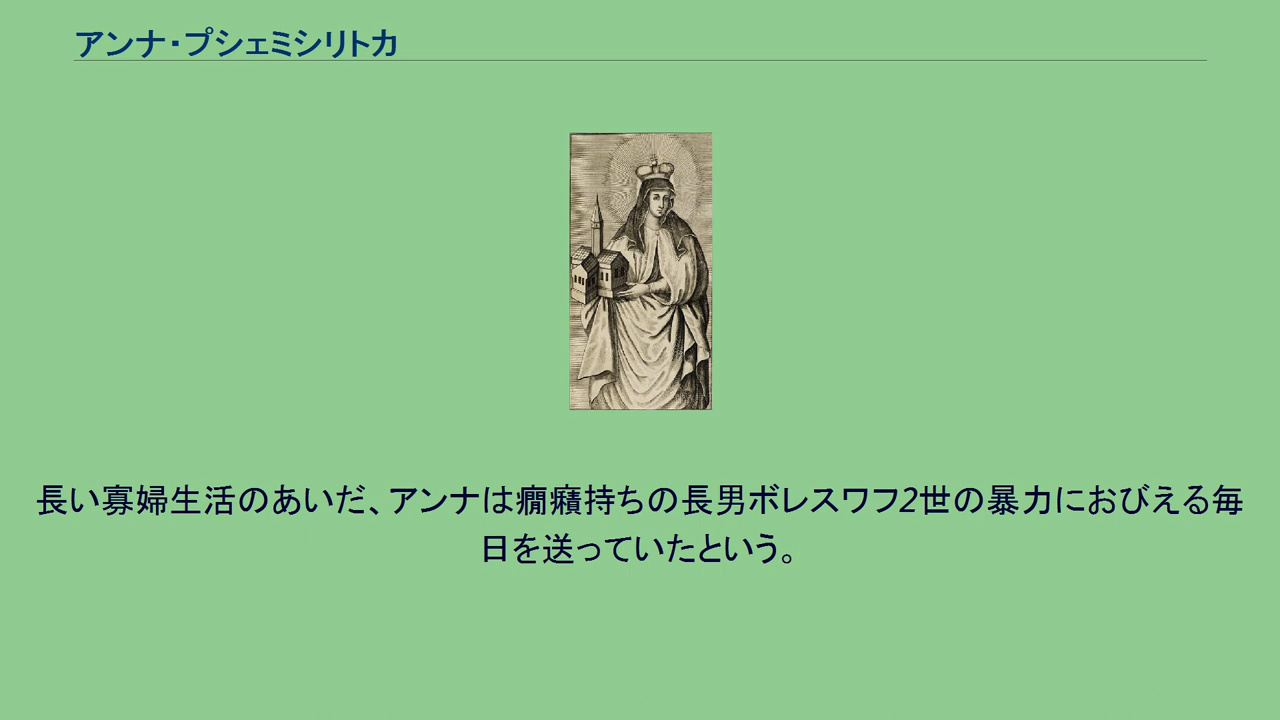 アンナ・プシェミシリトカ
長い寡婦生活のあいだ、アンナは癇癪持ちの長男ボレスワフ2世の暴力におびえる毎
日を送っていたという。